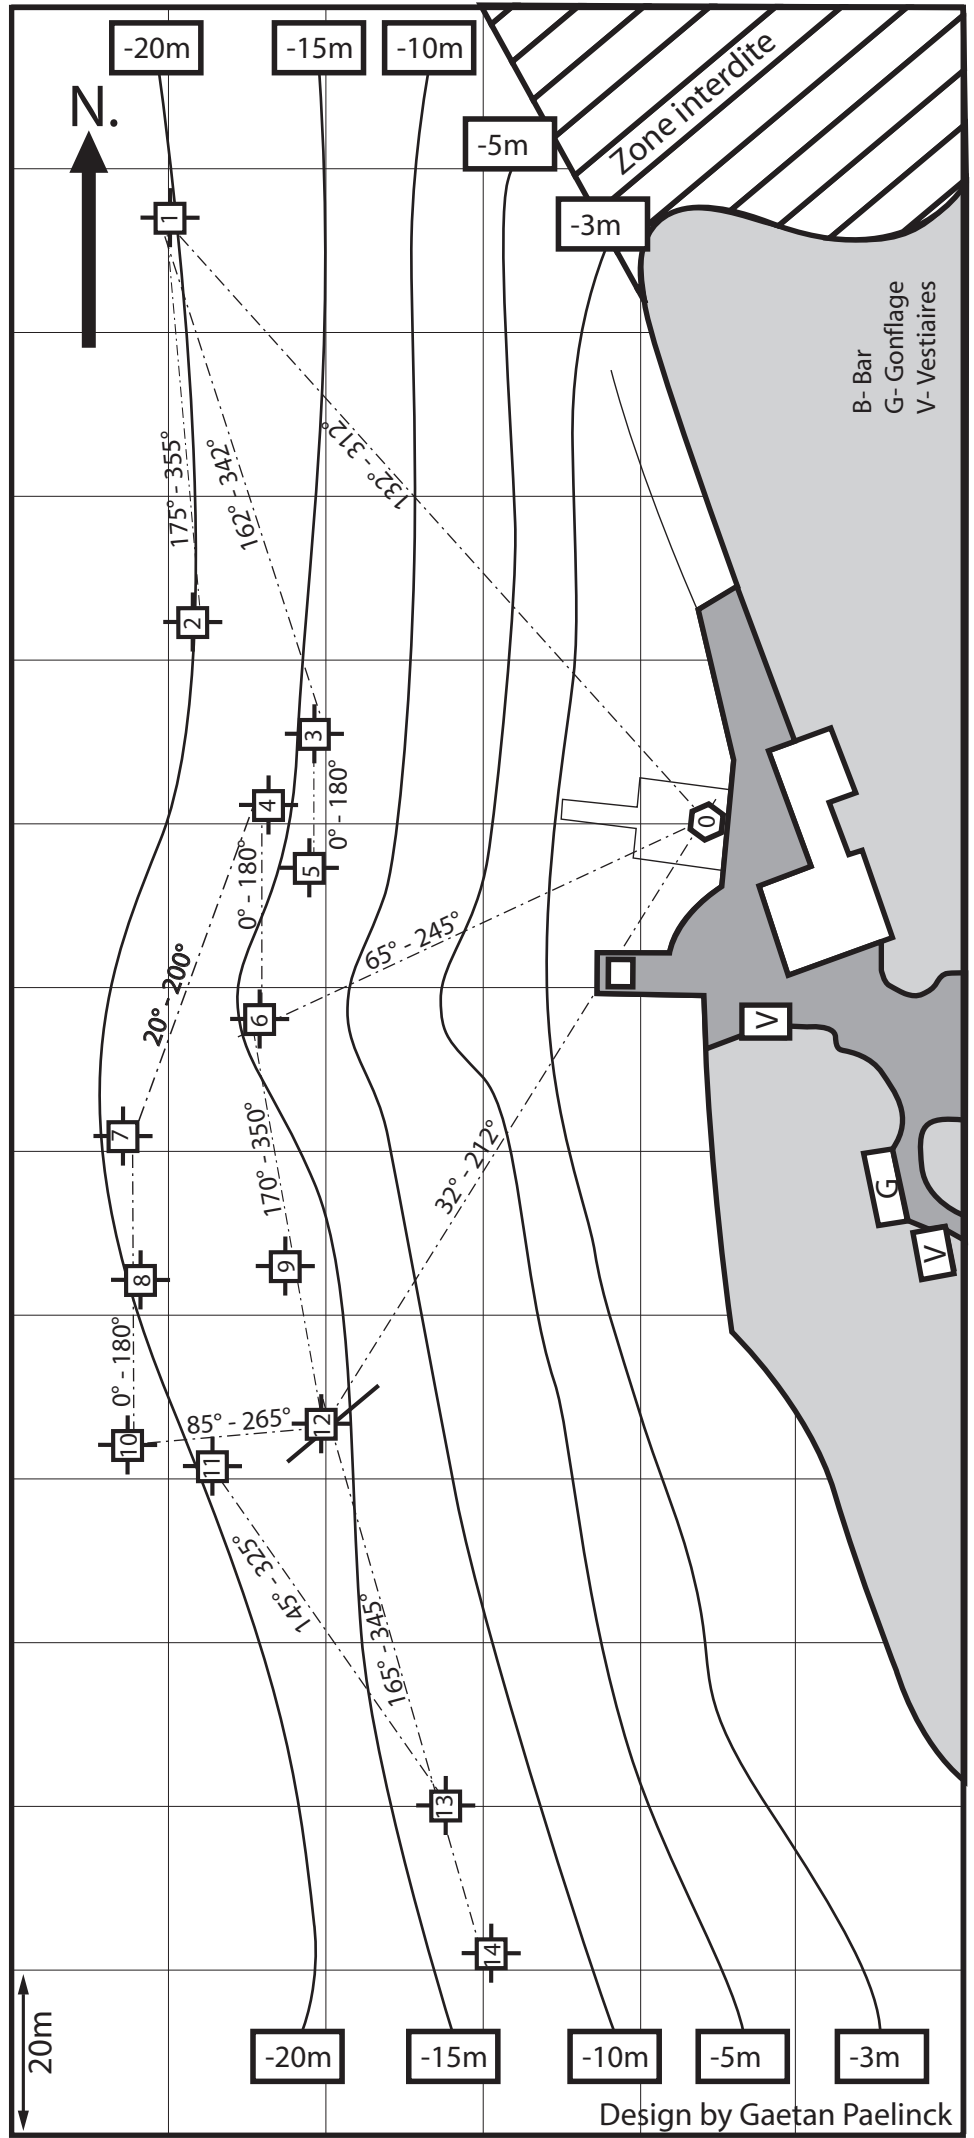 -20m
-15m
-10m
N.
-5m
Zone interdite
-3m
1
B- Bar
G- Gonflage
V- Vestiaires
175° - 355°
162° - 342°
132° - 312°
2
3
4
0° - 180°
0
5
0° - 180°
65° - 245°
20° - 200°
6
V
7
170° - 350°
32° - 212°
G
8
9
V
0° - 180°
10
85° - 265°
12
11
145° - 325°
165° - 345°
13
14
20m
-20m
-15m
-10m
-5m
-3m
Design by Gaetan Paelinck